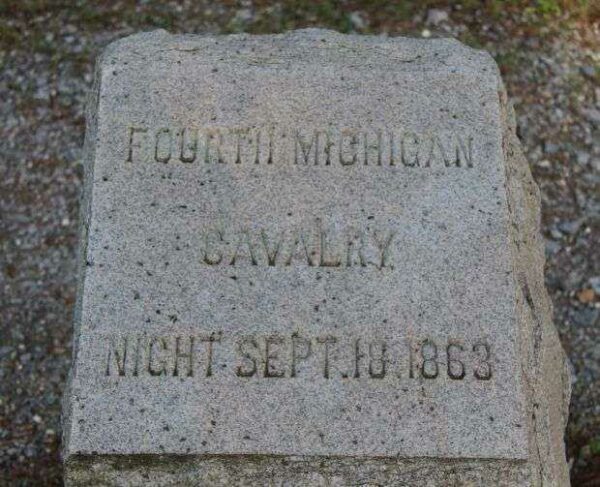 FOURTH MICHIGAN
CAVALRY
NIGHT SEPT. 18 1863